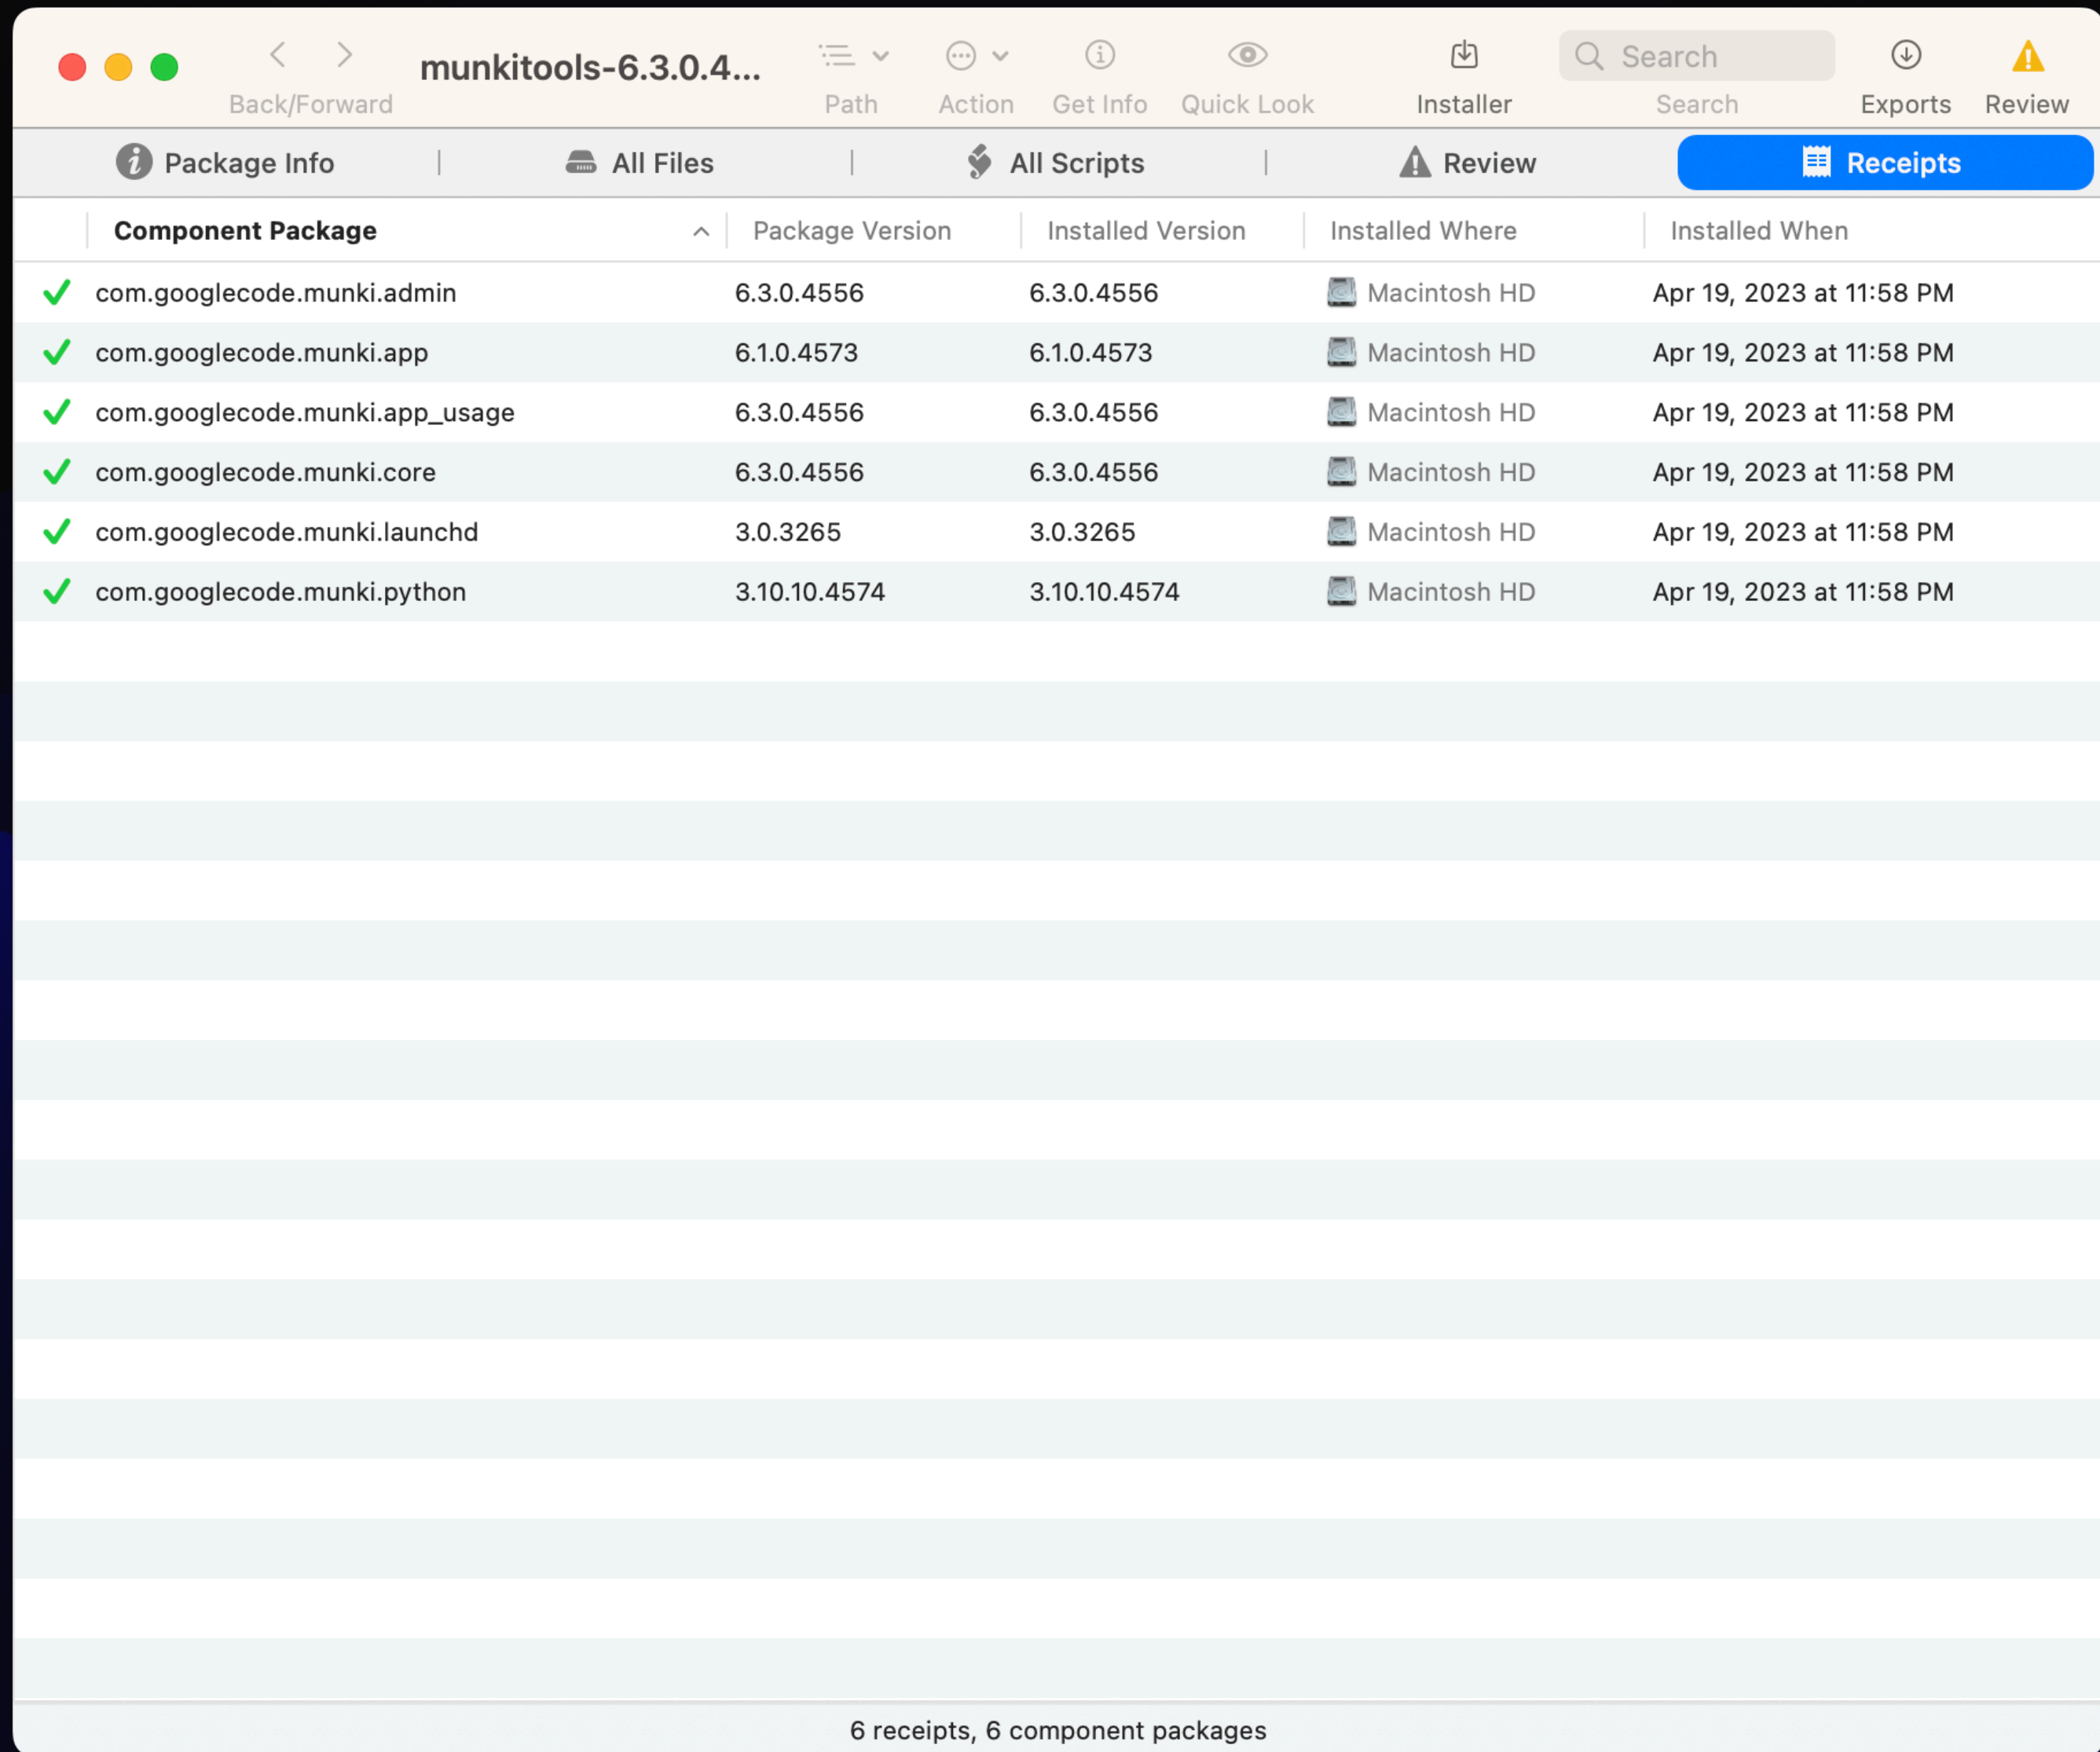 munkitools-6.3.0.4...
Back/Forward Path Action Get Info Quick Look Installer Search Exports Review
Search
Package Info | All Files | All Scripts | Review Receipts
Component Package Package Version Installed Version Installed Where Installed When
com.googlecode.munki.admin 6.3.0.4556 6.3.0.4556 Macintosh HD Apr 19, 2023 at 11:58 PM
com.googlecode.munki.app 6.1.0.4573 6.1.0.4573 Macintosh HD Apr 19, 2023 at 11:58 PM
com.googlecode.munki.app_usage 6.3.0.4556 6.3.0.4556 Macintosh HD Apr 19, 2023 at 11:58 PM
com.googlecode.munki.core 6.3.0.4556 6.3.0.4556 Macintosh HD Apr 19, 2023 at 11:58 PM
com.googlecode.munki.launchd 3.0.3265 3.0.3265 Macintosh HD Apr 19, 2023 at 11:58 PM
com.googlecode.munki.python 3.10.10.4574 3.10.10.4574 Macintosh HD Apr 19, 2023 at 11:58 PM
6 receipts, 6 component packages